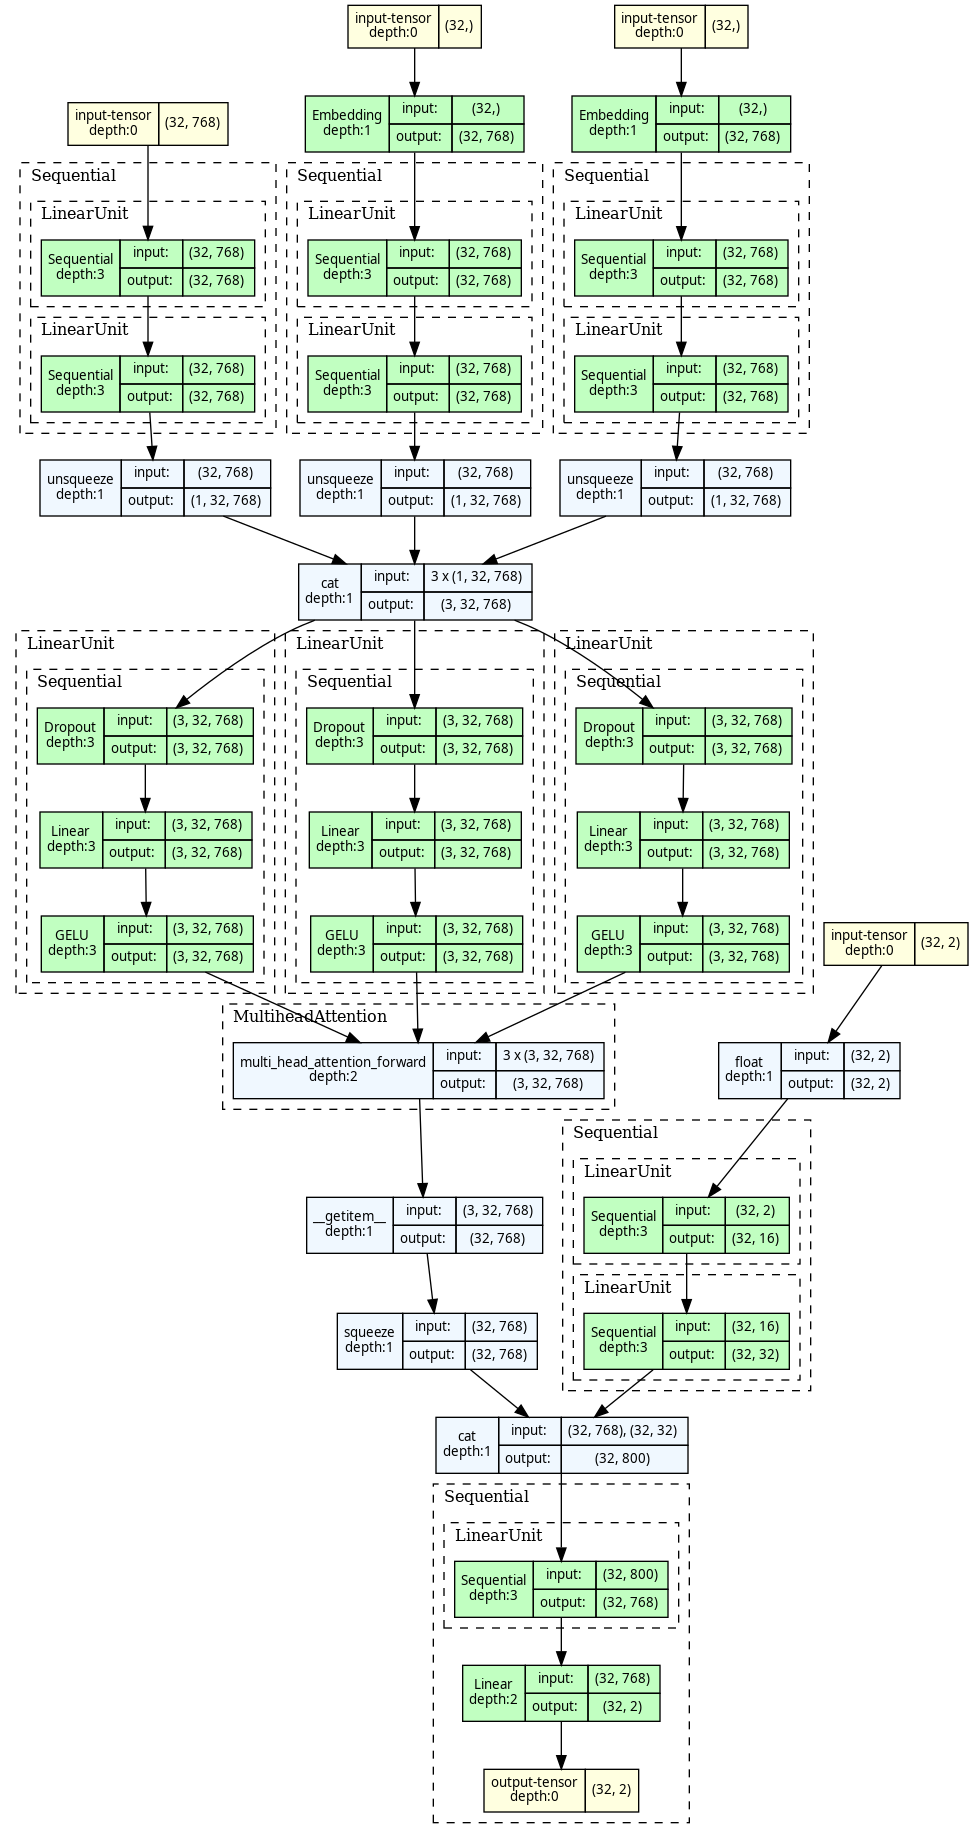 input-tensor
depth:0
(32,)
input-tensor
depth:0
(32,)
input-tensor
depth:0
(32, 768)
Embedding
depth:1
input:
(32,)
output:
(32, 768)
Embedding
depth:1
input:
(32,)
output:
(32, 768)
Sequential
LinearUnit
Sequential
depth:3
input:
(32, 768)
output:
(32, 768)
LinearUnit
Sequential
depth:3
input:
(32, 768)
output:
(32, 768)
Sequential
LinearUnit
Sequential
depth:3
input:
(32, 768)
output:
(32, 768)
LinearUnit
Sequential
depth:3
input:
(32, 768)
output:
(32, 768)
Sequential
LinearUnit
Sequential
depth:3
input:
(32, 768)
output:
(32, 768)
LinearUnit
Sequential
depth:3
input:
(32, 768)
output:
(32, 768)
unsqueeze
depth:1
input:
(32, 768)
output:
(1, 32, 768)
unsqueeze
depth:1
input:
(32, 768)
output:
(1, 32, 768)
unsqueeze
depth:1
input:
(32, 768)
output:
(1, 32, 768)
cat
depth:1
input:
3 x (1, 32, 768)
output:
(3, 32, 768)
LinearUnit
Sequential
Dropout
depth:3
input:
(3, 32, 768)
output:
(3, 32, 768)
Linear
depth:3
input:
(3, 32, 768)
output:
(3, 32, 768)
GELU
depth:3
input:
(3, 32, 768)
output:
(3, 32, 768)
LinearUnit
Sequential
Dropout
depth:3
input:
(3, 32, 768)
output:
(3, 32, 768)
Linear
depth:3
input:
(3, 32, 768)
output:
(3, 32, 768)
GELU
depth:3
input:
(3, 32, 768)
output:
(3, 32, 768)
LinearUnit
Sequential
Dropout
depth:3
input:
(3, 32, 768)
output:
(3, 32, 768)
Linear
depth:3
input:
(3, 32, 768)
output:
(3, 32, 768)
GELU
depth:3
input:
(3, 32, 768)
output:
(3, 32, 768)
input-tensor
depth:0
(32, 2)
MultiheadAttention
multi_head_attention_forward
depth:2
input:
3 x (3, 32, 768)
output:
(3, 32, 768)
float
depth:1
input:
(32, 2)
output:
(32, 2)
__getitem__
depth:1
input:
(3, 32, 768)
output:
(32, 768)
Sequential
LinearUnit
Sequential
depth:3
input:
(32, 2)
output:
(32, 16)
LinearUnit
Sequential
depth:3
input:
(32, 16)
output:
(32, 32)
squeeze
depth:1
input:
(32, 768)
output:
(32, 768)
cat
depth:1
input:
(32, 768), (32, 32)
output:
(32, 800)
Sequential
LinearUnit
Sequential
depth:3
input:
(32, 800)
output:
(32, 768)
Linear
depth:2
input:
(32, 768)
output:
(32, 2)
output-tensor
depth:0
(32, 2)